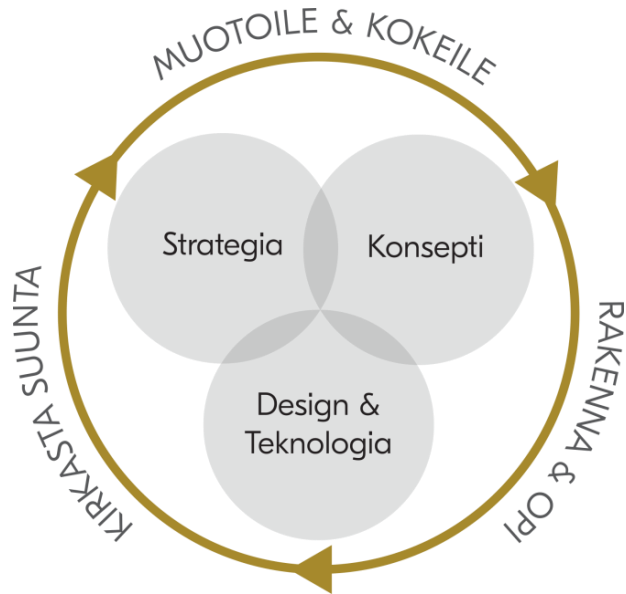 MUOTOILE & KOKEILE
Strategia
Konsepti
KIRKASTA SUUNTA
RAKENNA & OPI
Design &
Teknologia